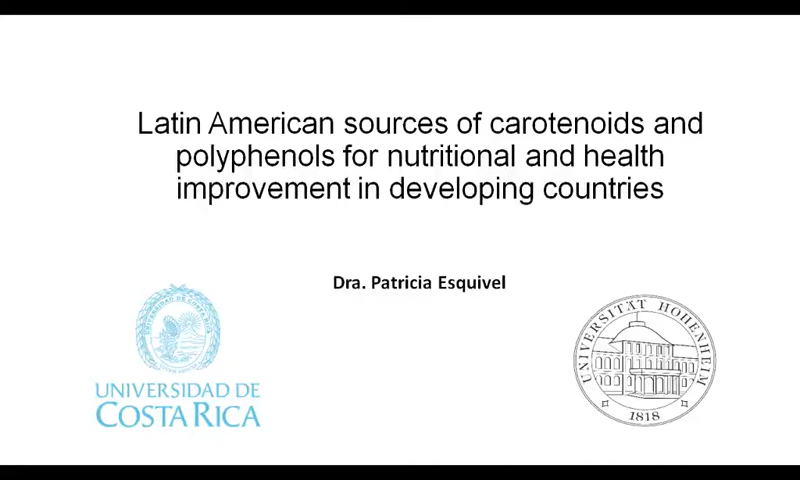 Latin American sources of carotenoids and
polyphenols for nutritional and health
improvement in developing countries
Dra. Patricia Esquivel
UNIVERSIDAD DE
COSTA RICA
UNIVERSITÄT HOHENHEIM
1818